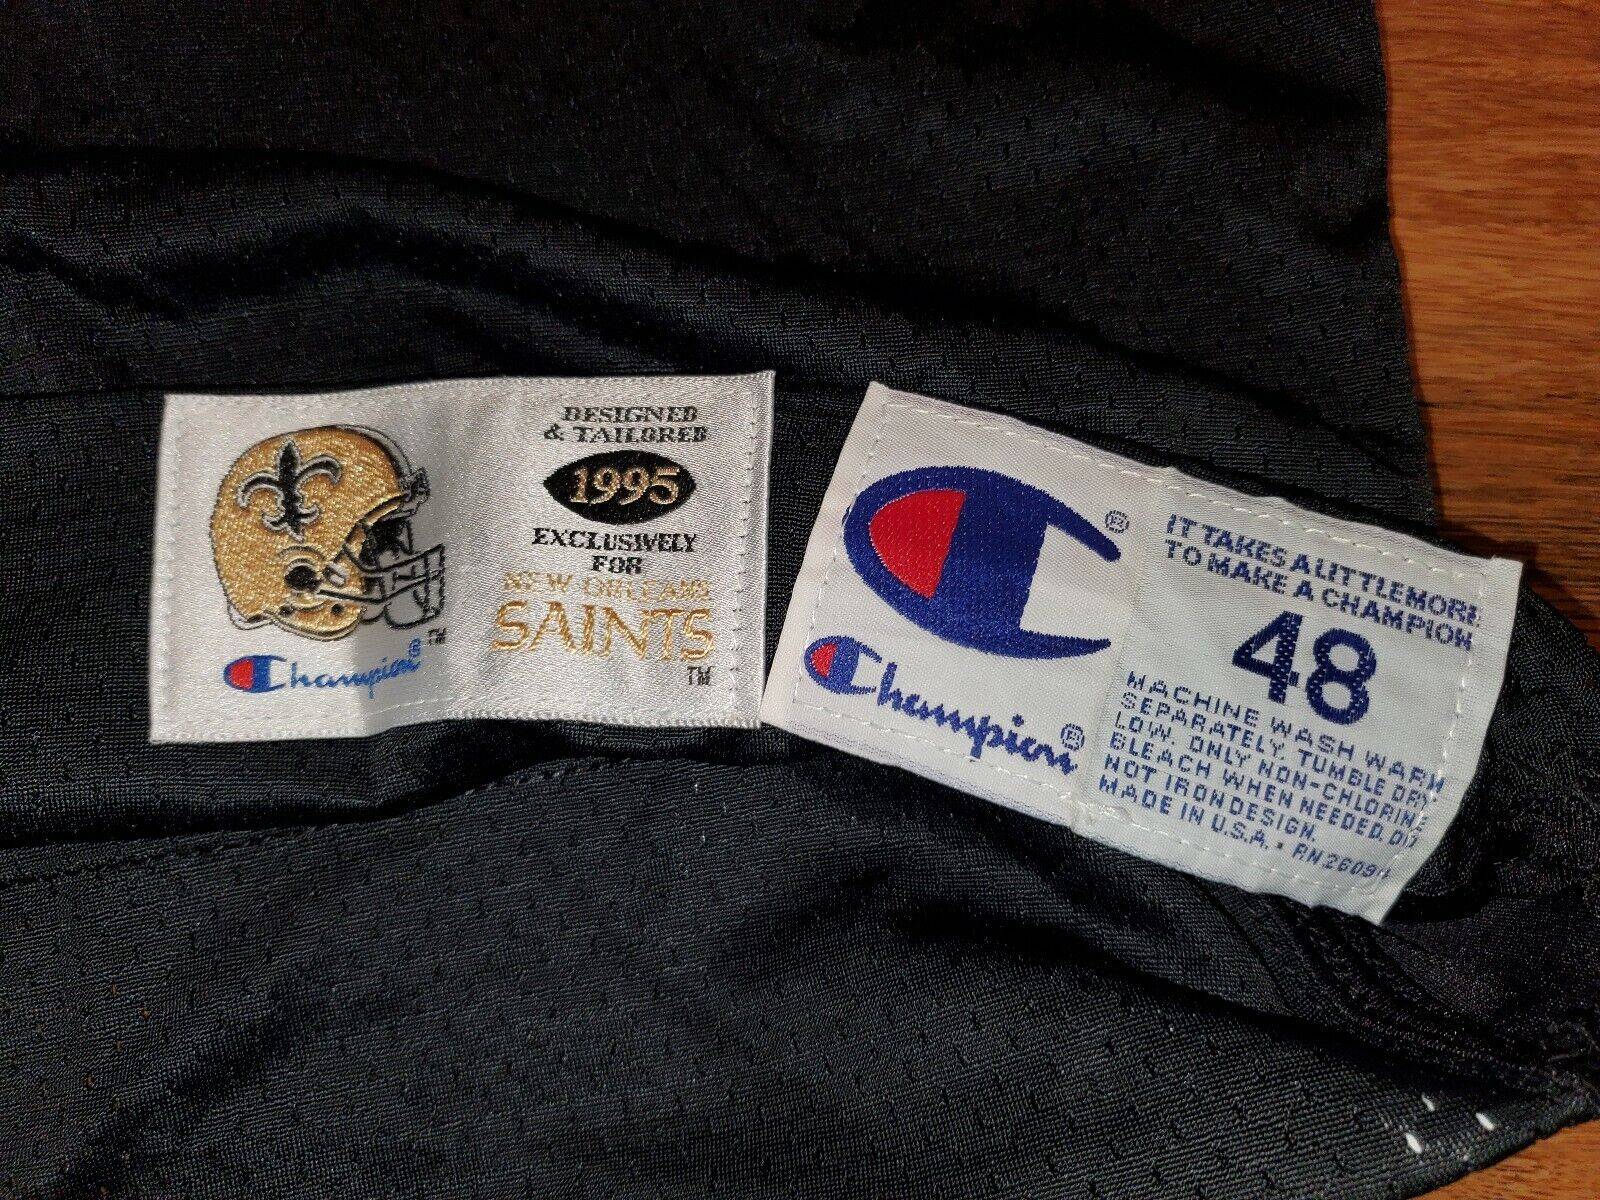 DESIGNED
& TAILORED
1995
EXCLUSIVELY
FOR
NEW ORLEANS
SAINTS
TM
Champion® TM
®
Champion®
IT TAKES A LITTLE MORE
TO MAKE A CHAMPION
48
MACHINE WASH WARM
SEPARATELY, TUMBLE DRY
LOW. ONLY NON-CHLORINE
BLEACH WHEN NEEDED. DO
NOT IRON DESIGN.
MADE IN U.S.A. · RN26094